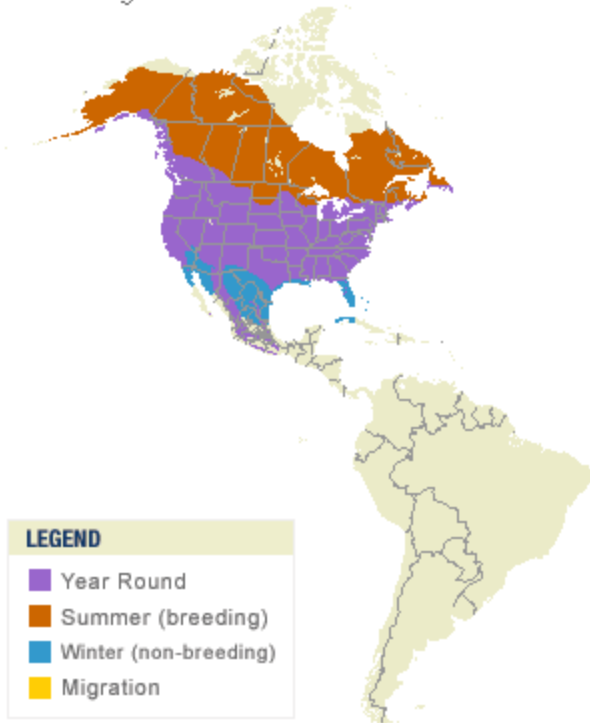 LEGEND
Year Round
Summer (breeding)
Winter (non-breeding)
Migration